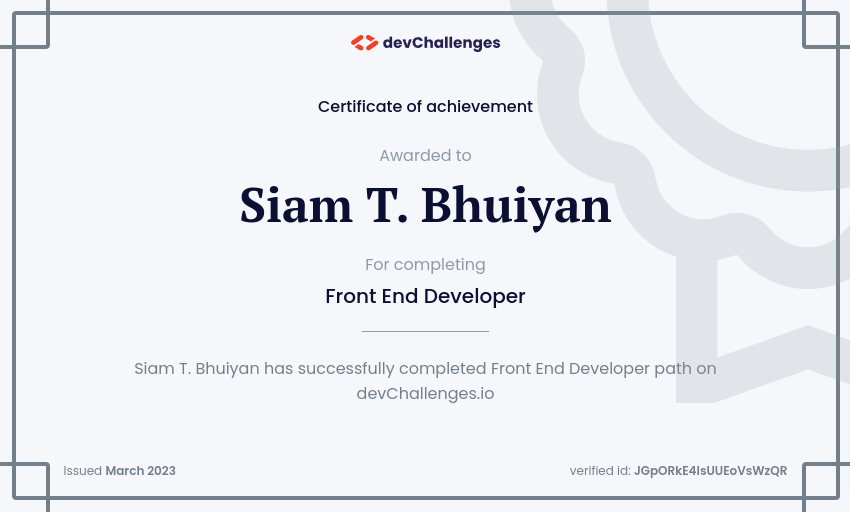 devChallenges
Certificate of achievement
Awarded to
Siam T. Bhuiyan
For completing
Front End Developer
Siam T. Bhuiyan has successfully completed Front End Developer path on
devChallenges.io
Issued March 2023
verified id: JGpORkE4IsUUEoVsWzQR